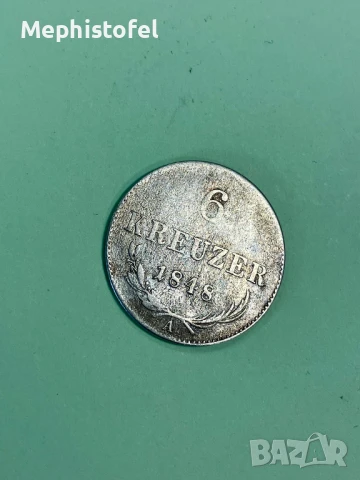 Mephistofel
6
KREUZER
1848
A
BAZAR